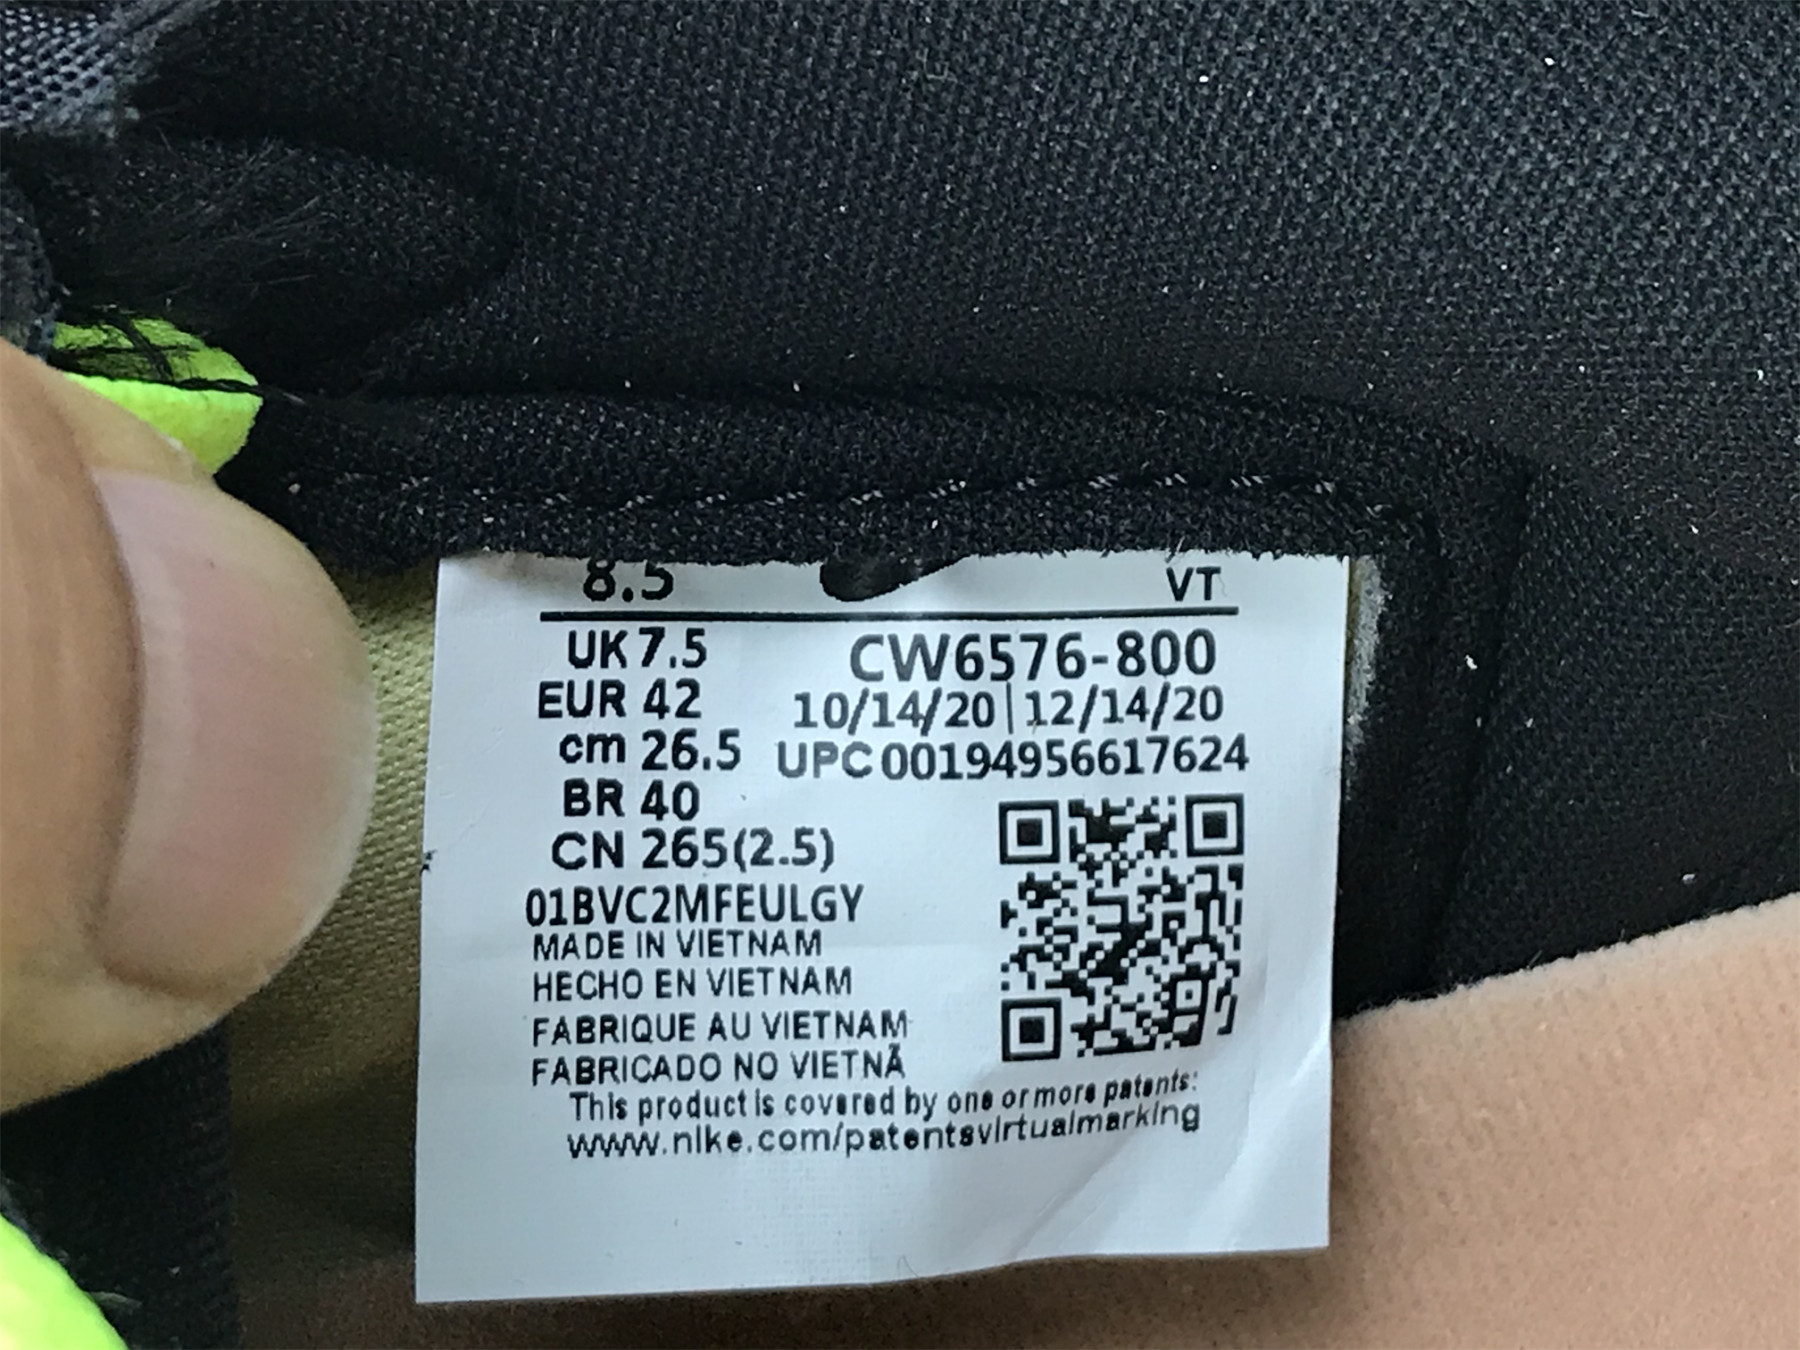 8.5 VT
UK 7.5 CW6576-800
EUR 42 10/14/20|12/14/20
cm 26.5 UPC 00194956617624
BR 40
CN 265(2.5)
01BVC2MFEULGY
MADE IN VIETNAM
HECHO EN VIETNAM
FABRIQUE AU VIETNAM
FABRICADO NO VIETNÃ
This product is covered by one or more patents:
www.nike.com/patentsvirtualmarking